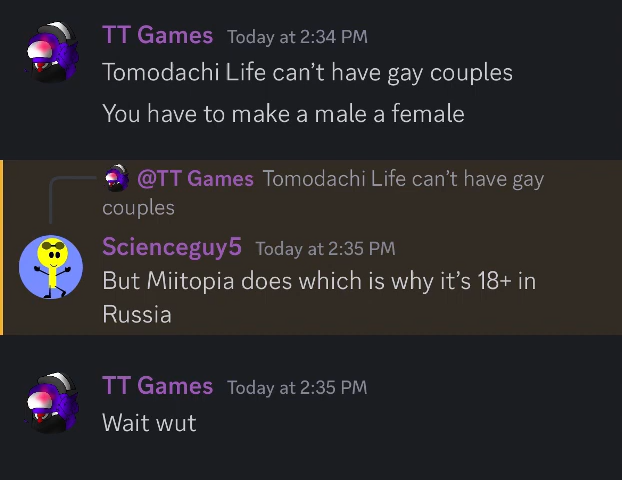 TT Games Today at 2:34 PM
Tomodachi Life can't have gay couples
You have to make a male a female
@TT Games Tomodachi Life can't have gay
couples
Scienceguy5 Today at 2:35 PM
But Miitopia does which is why it's 18+ in
Russia
TT Games Today at 2:35 PM
Wait wut